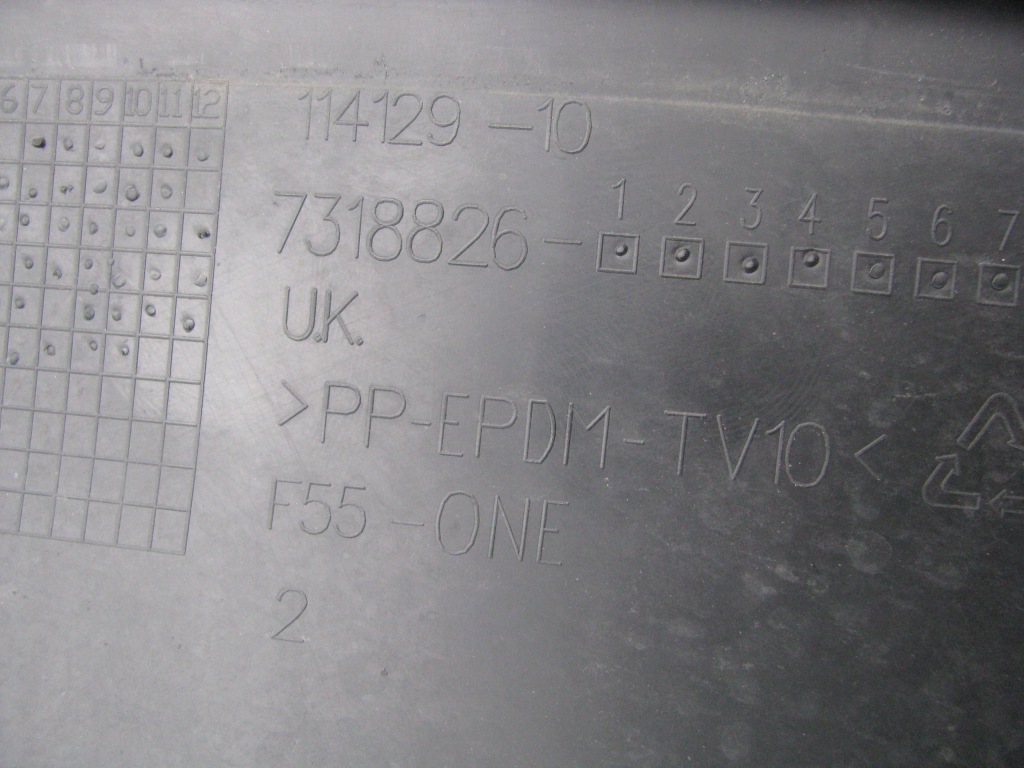 6 7 8 9 10 11 12
114129 -10
7318826- 1 2 3 4 5 6 7
U.K.
>PP-EPDM-TV10<
F55 -ONE
2